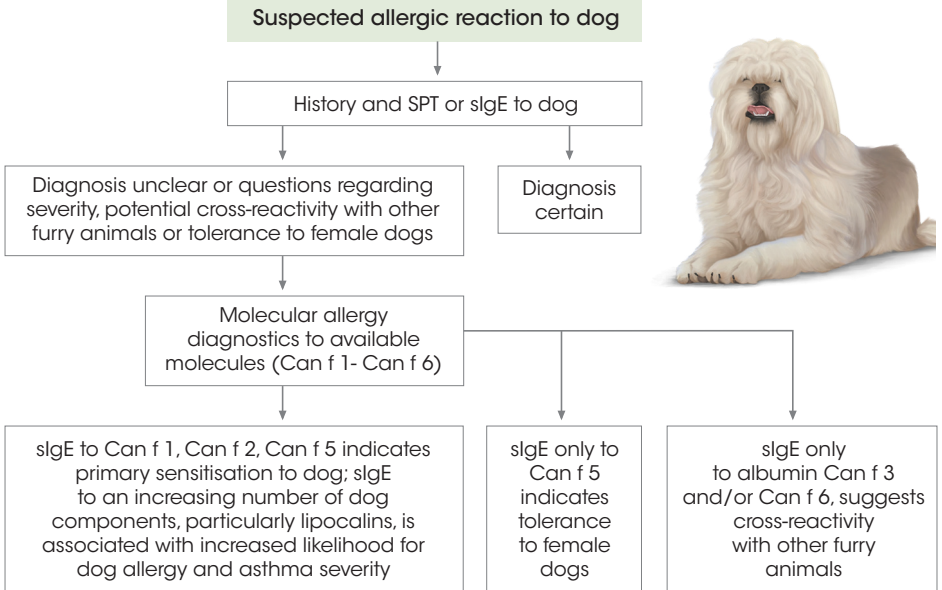 Suspected allergic reaction to dog
History and SPT or sIgE to dog
Diagnosis unclear or questions regarding
severity, potential cross-reactivity with other
furry animals or tolerance to female dogs
Diagnosis
certain
Molecular allergy
diagnostics to available
molecules (Can f 1- Can f 6)
sIgE to Can f 1, Can f 2, Can f 5 indicates
primary sensitisation to dog; sIgE
to an increasing number of dog
components, particularly lipocalins, is
associated with increased likelihood for
dog allergy and asthma severity
sIgE only to
Can f 5
indicates
tolerance
to female
dogs
sIgE only
to albumin Can f 3
and/or Can f 6, suggests
cross-reactivity
with other furry
animals